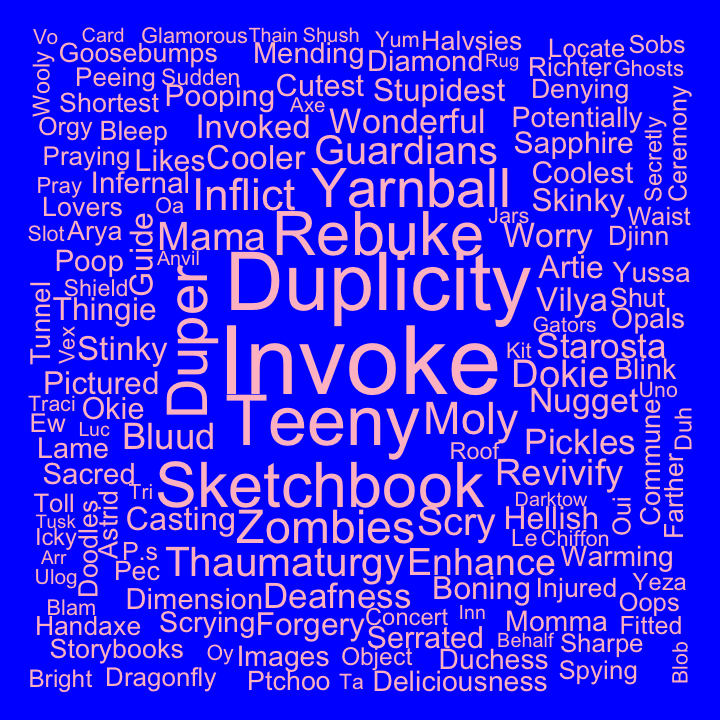 Vo
Card
Glamorous
Thain
Shush
Yum
Halvsies
Locate
Sobs
Goosebumps
Mending
Diamond
Rug
Richter
Ghosts
Wooly
Peeing
Sudden
Cutest
Stupidest
Denying
Shortest
Pooping
Axe
Potentially
Secretly
Ceremony
Orgy
Bleep
Invoked
Wonderful
Sapphire
Praying
Likes
Cooler
Guardians
Coolest
Pray
Infernal
Inflict
Yarnball
Skinky
Lovers
Oa
Jars
Waist
Slot
Arya
Guide
Mama
Rebuke
Worry
Djinn
Poop
Anvil
Duplicity
Artie
Yussa
Shield
Vilya
Shut
Tunnel
Thingie
Duper
Gators
Opals
Vex
Stinky
Invoke
Kit
Starosta
Pictured
Dokie
Blink
Traci
Okie
Teeny
Moly
Nugget
Uno
Ew
Luc
Bluud
Pickles
Commune
Duh
Lame
Roof
Sacred
Sketchbook
Revivify
Farther
Toll
Tri
Darktow
Oui
Tusk
Doodles
Astrid
Casting
Zombies
Scry
Hellish
Icky
Le
Chiffon
Arr
P.s
Thaumaturgy
Enhance
Warming
Ulog
Pec
Boning
Injured
Yeza
Blam
Dimension
Deafness
Oops
Handaxe
Scrying
Forgery
Concert
Inn
Momma
Fitted
Storybooks
Serrated
Behalf
Sharpe
Oy
Images
Object
Duchess
Spying
Blob
Bright
Dragonfly
Ptchoo
Ta
Deliciousness